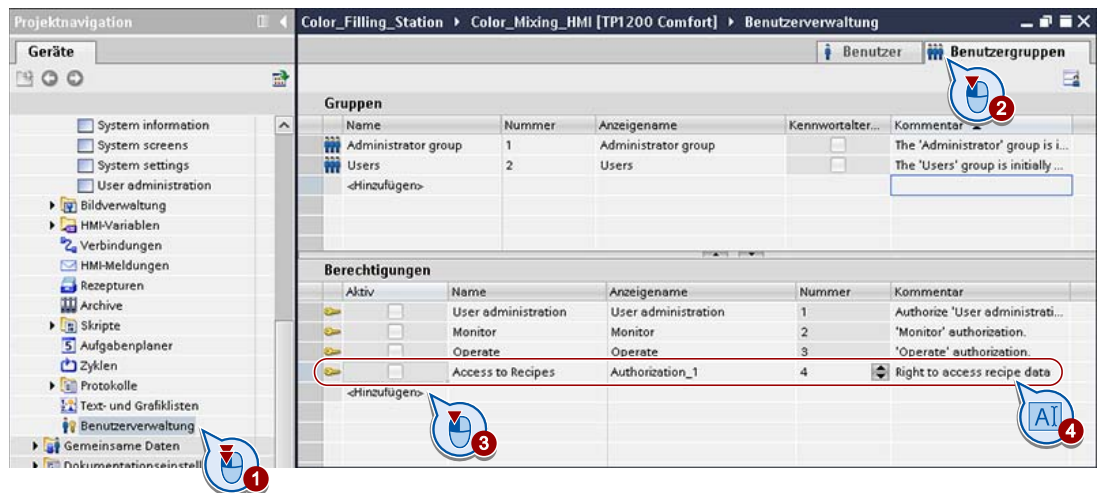 Projektnavigation
Color_Filling_Station ▸ Color_Mixing_HMI [TP1200 Comfort] ▸ Benutzerverwaltung
Geräte
Benutzer
Benutzergruppen
2
System information
System screens
System settings
User administration
Bildverwaltung
HMI-Variablen
Verbindungen
HMI-Meldungen
Rezepturen
Archive
Skripte
Aufgabenplaner
Zyklen
Protokolle
Text- und Grafiklisten
Benutzerverwaltung
Gemeinsame Daten
Dokumentationseinstell
1
Gruppen
Name Nummer Anzeigename Kennwortalter... Kommentar
Administrator group 1 Administrator group The 'Administrator' group is i...
Users 2 Users The 'Users' group is initially ...
<Hinzufügen>
Berechtigungen
Aktiv Name Anzeigename Nummer Kommentar
User administration User administration 1 Authorize 'User administrati...
Monitor Monitor 2 'Monitor' authorization.
Operate Operate 3 'Operate' authorization.
Access to Recipes Authorization_1 4 Right to access recipe data
<Hinzufügen>
3
AI
4